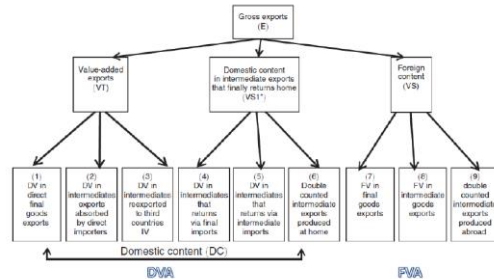 Gross exports
(E)
Value-added
exports
(VT)
Domestic content
in intermediate exports
that finally returns home
(VS1*)
Foreign
content
(VS)
(1)
DV in
direct
final
goods
exports
(2)
DV in
intermediates
exports
absorbed by
direct
importers
(3)
DV in
intermediates
reexported to
third
countries
IV
(4)
DV in
intermediates
that
returns via
final imports
(5)
DV in
intermediates
that
returns via
intermediate
imports
(6)
Double
counted
intermediate
exports
produced
at home
(7)
FV in
final
goods
exports
(8)
FV in
intermediate
goods
exports
(9)
double
counted
intermediate
exports
produced
abroad
Domestic content (DC)
DVA
FVA